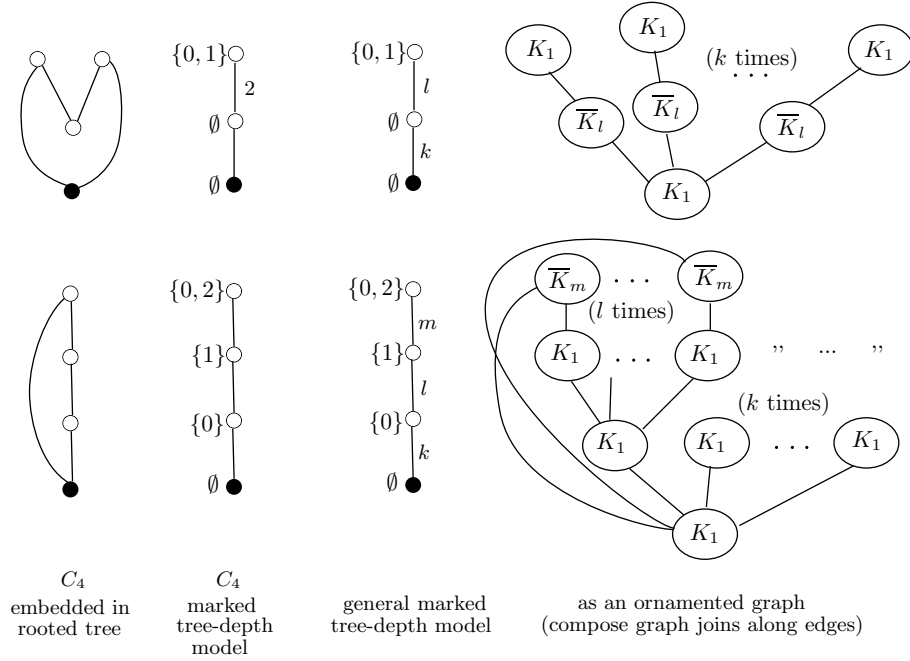 {0, 1}
2
∅
∅
{0, 1}
l
∅
k
∅
K₁
K₁
(k times)
. . .
K₁
K̅ₗ
K̅ₗ
K̅ₗ
K₁
{0, 2}
{1}
{0}
∅
{0, 2}
m
{1}
l
{0}
k
∅
K̅ₘ
. . .
K̅ₘ
(l times)
K₁
. . .
K₁
,, ... ,,
(k times)
K₁
K₁
. . .
K₁
K₁
C₄
embedded in
rooted tree
C₄
marked
tree-depth
model
general marked
tree-depth model
as an ornamented graph
(compose graph joins along edges)